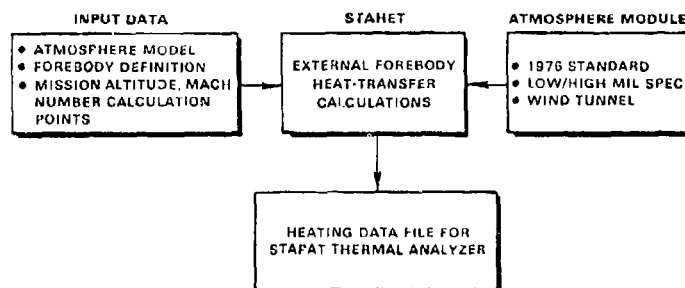 INPUT DATA
• ATMOSPHERE MODEL
• FOREBODY DEFINITION
• MISSION ALTITUDE, MACH
NUMBER CALCULATION
POINTS
STAHET
EXTERNAL FOREBODY
HEAT-TRANSFER
CALCULATIONS
ATMOSPHERE MODULE
• 1976 STANDARD
• LOW/HIGH MIL SPEC
• WIND TUNNEL
HEATING DATA FILE FOR
STAPAT THERMAL ANALYZER